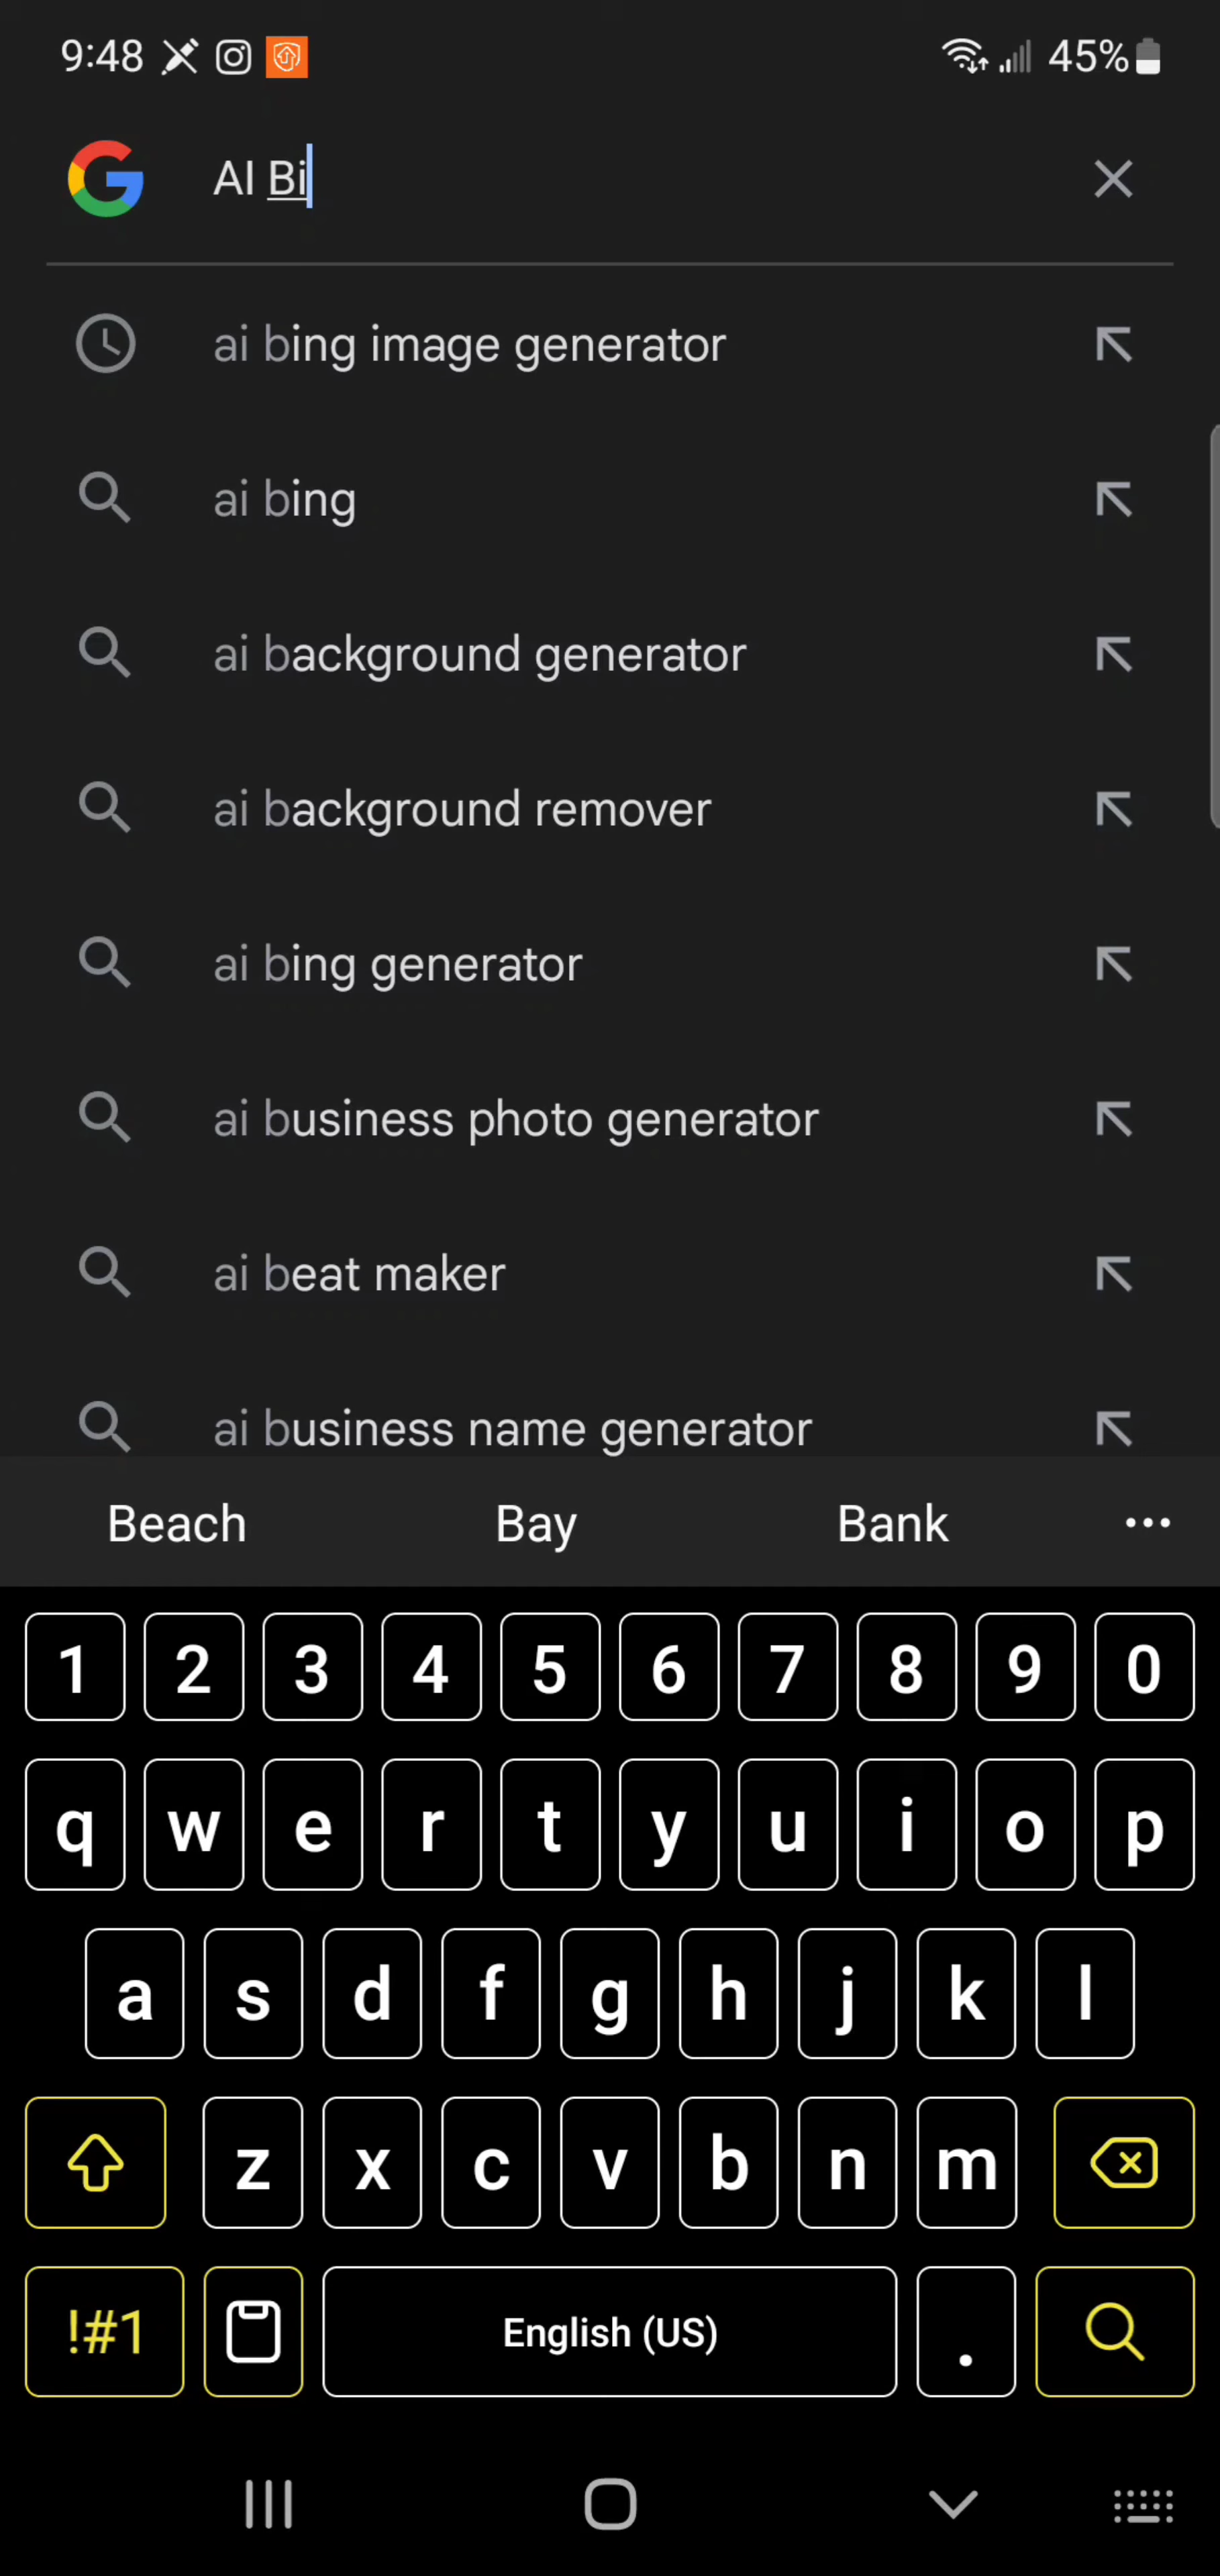 9:48 45%
AI Bi
ai bing image generator
ai bing
ai background generator
ai background remover
ai bing generator
ai business photo generator
ai beat maker
ai business name generator
Beach Bay Bank
1 2 3 4 5 6 7 8 9 0
q w e r t y u i o p
a s d f g h j k l
z x c v b n m
!#1 English (US) .